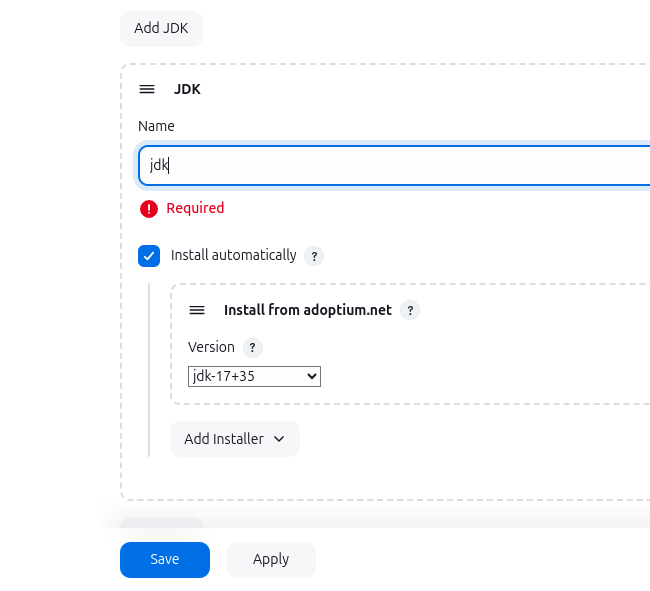 Add JDK
JDK
Name
jdk
! Required
Install automatically ?
Install from adoptium.net ?
Version ?
jdk-17+35
Add Installer
Save
Apply